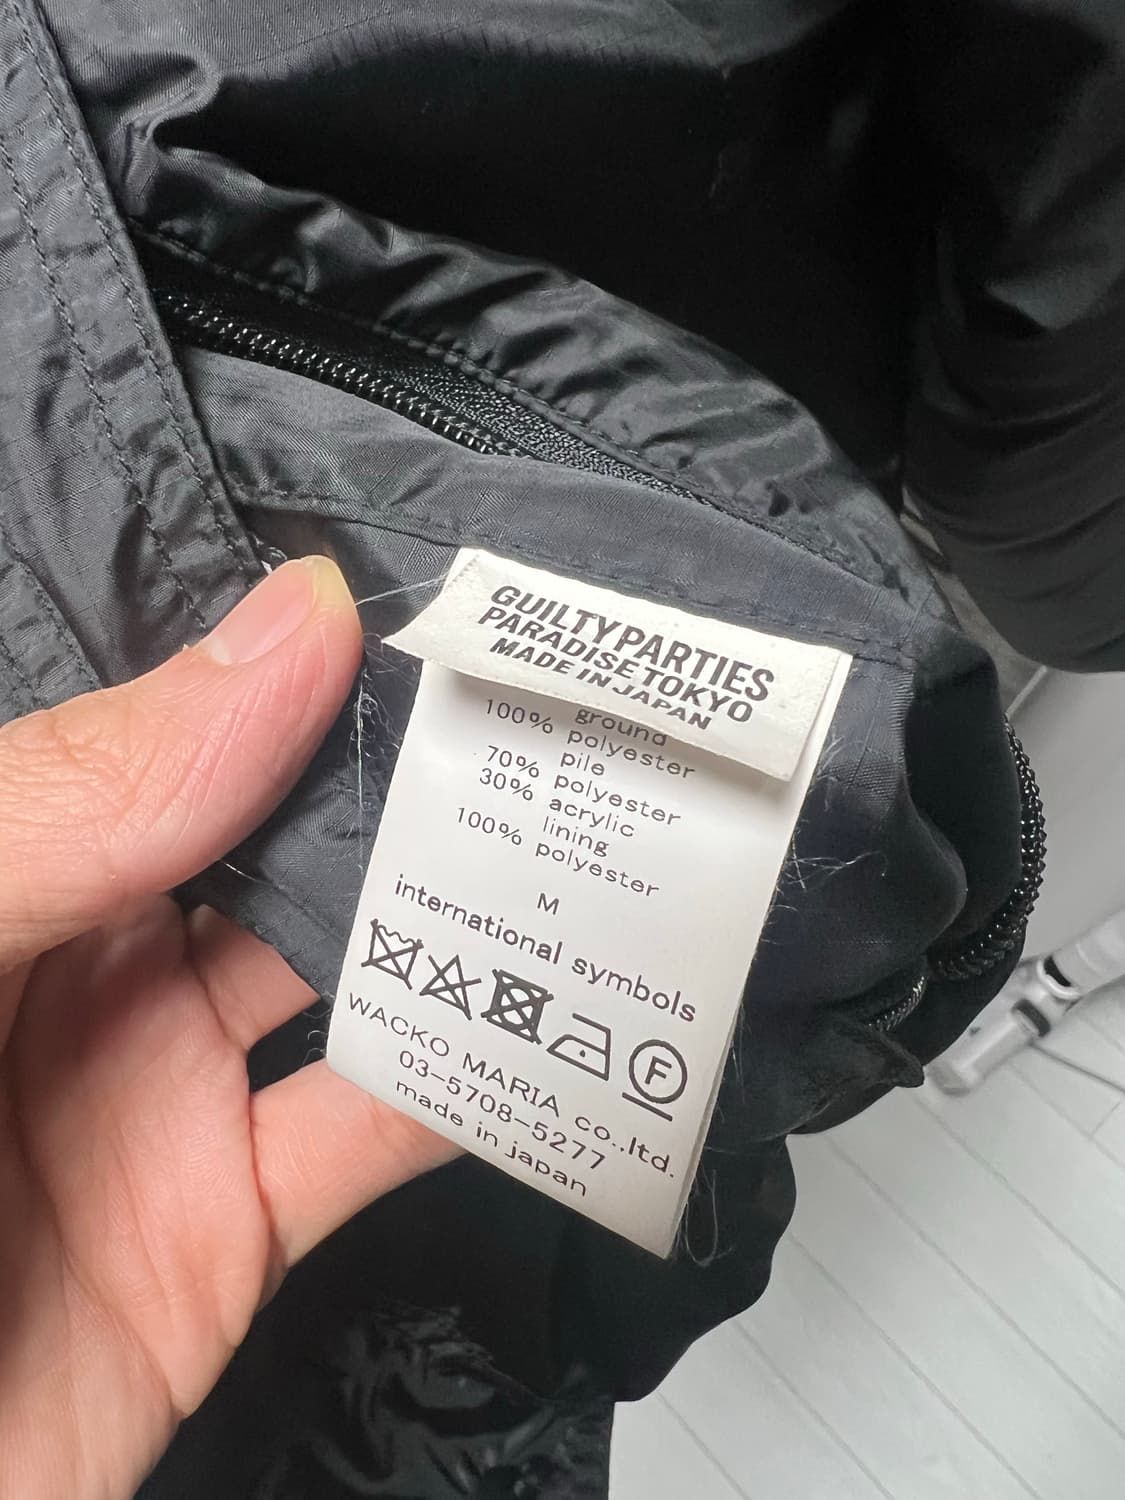 GUILTY PARTIES
PARADISE TOKYO
MADE IN JAPAN
ground
100% polyester
pile
70% polyester
30% acrylic
lining
100% polyester
M
international symbols
F
WACKO MARIA co.,ltd.
03-5708-5277
made in japan